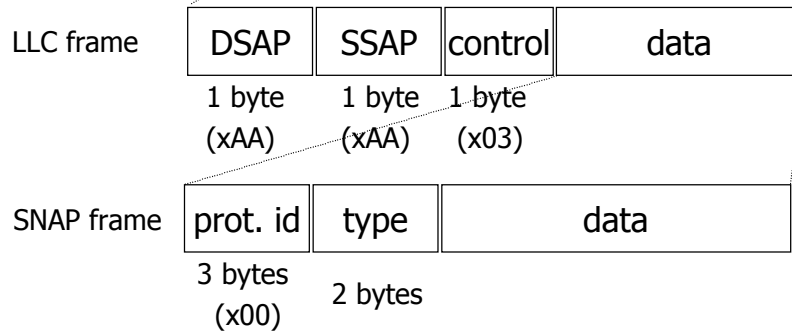 LLC frame DSAP SSAP control data
1 byte 1 byte 1 byte
(xAA) (xAA) (x03)
SNAP frame prot. id type data
3 bytes 2 bytes
(x00)